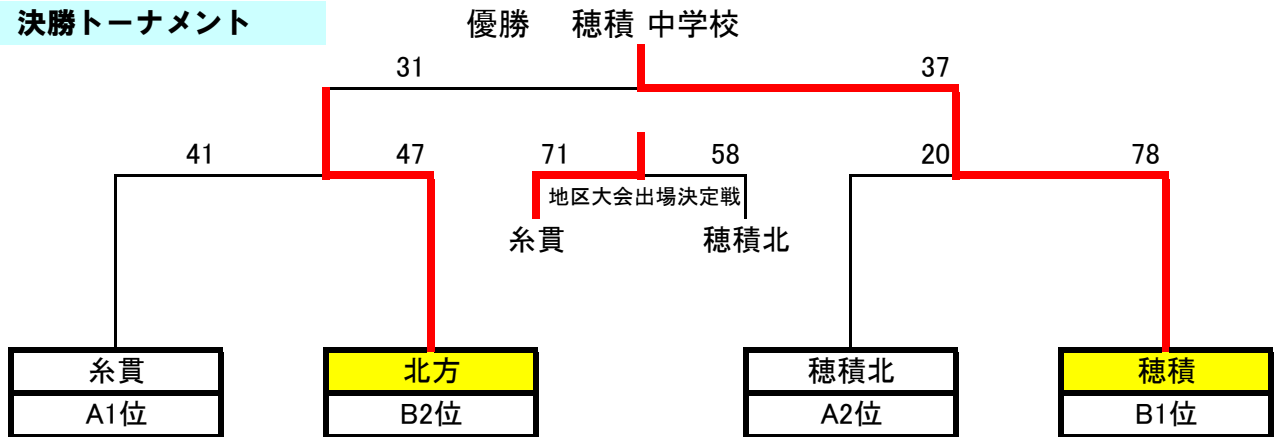 決勝トーナメント
優勝 穂積 中学校
31 37
41 47 71 58 20 78
地区大会出場決定戦
糸貫 穂積北
糸貫 北方 穂積北 穂積
A1位 B2位 A2位 B1位